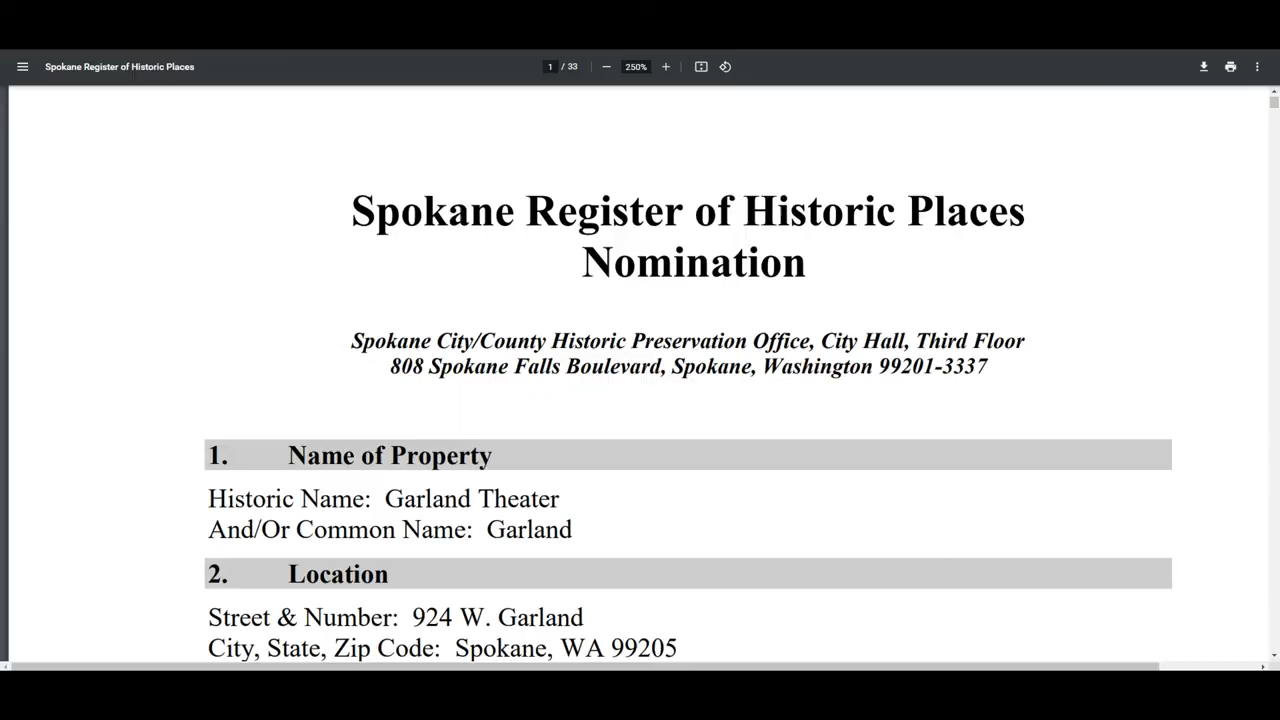 Spokane Register of Historic Places
1 / 33
250%
Spokane Register of Historic Places
Nomination
Spokane City/County Historic Preservation Office, City Hall, Third Floor
808 Spokane Falls Boulevard, Spokane, Washington 99201-3337
1. Name of Property
Historic Name: Garland Theater
And/Or Common Name: Garland
2. Location
Street & Number: 924 W. Garland
City, State, Zip Code: Spokane, WA 99205